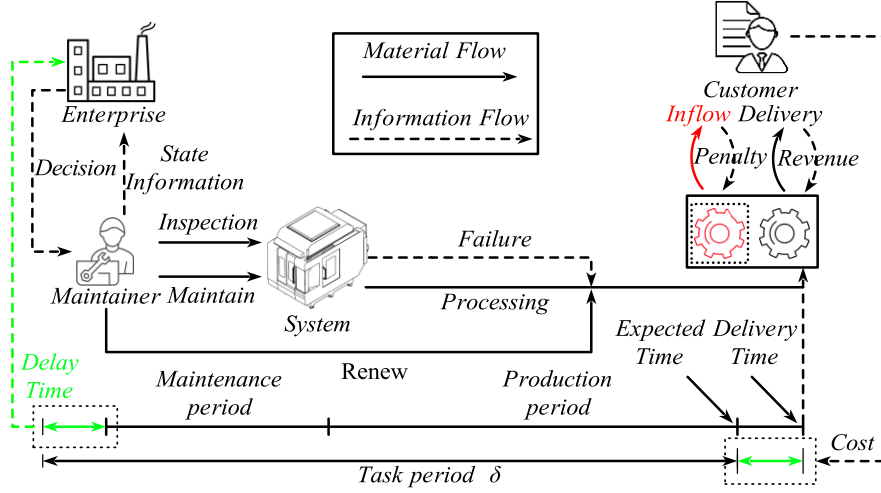 Material Flow
Information Flow
Enterprise
Customer
Inflow Delivery
Penalty Revenue
Decision
State
Information
Inspection
Failure
Maintainer
Maintain
System
Processing
Expected
Time
Delivery
Time
Delay
Time
Renew
Maintenance
period
Production
period
Cost
Task period δ